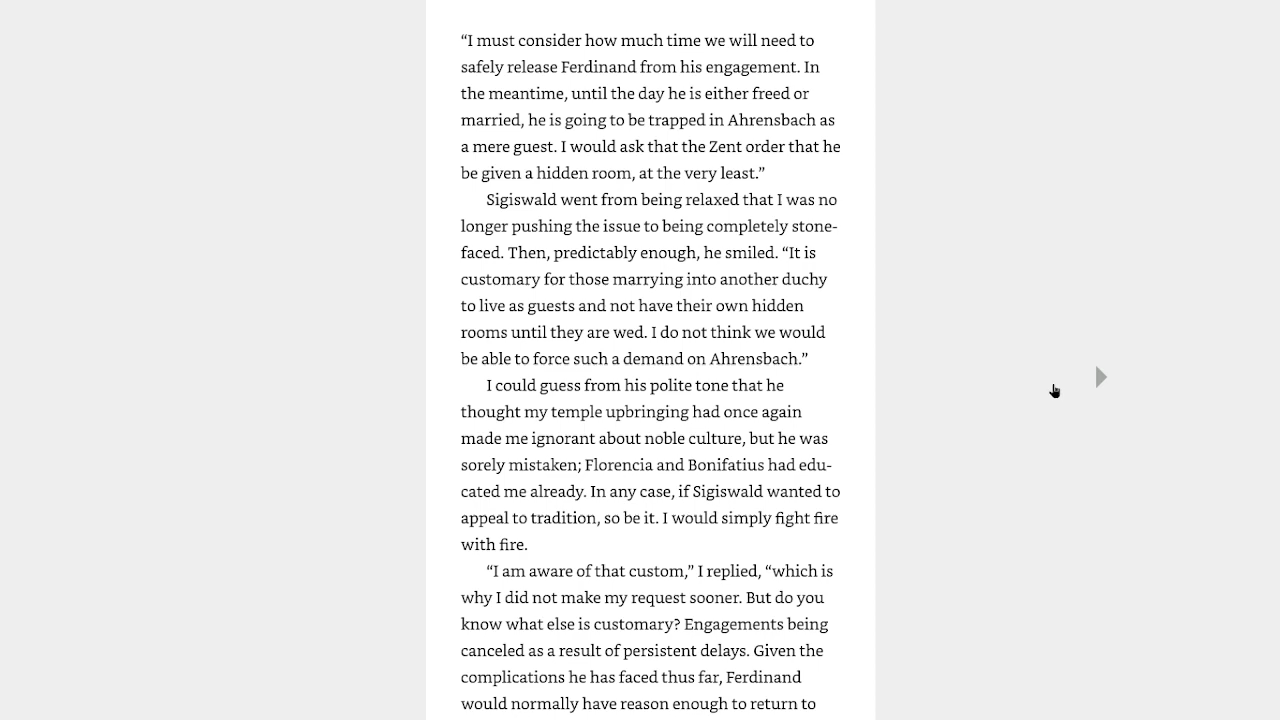 “I must consider how much time we will need to
safely release Ferdinand from his engagement. In
the meantime, until the day he is either freed or
married, he is going to be trapped in Ahrensbach as
a mere guest. I would ask that the Zent order that he
be given a hidden room, at the very least.”
Sigiswald went from being relaxed that I was no
longer pushing the issue to being completely stone-
faced. Then, predictably enough, he smiled. “It is
customary for those marrying into another duchy
to live as guests and not have their own hidden
rooms until they are wed. I do not think we would
be able to force such a demand on Ahrensbach.”
I could guess from his polite tone that he
thought my temple upbringing had once again
made me ignorant about noble culture, but he was
sorely mistaken; Florencia and Bonifatius had edu-
cated me already. In any case, if Sigiswald wanted to
appeal to tradition, so be it. I would simply fight fire
with fire.
“I am aware of that custom,” I replied, “which is
why I did not make my request sooner. But do you
know what else is customary? Engagements being
canceled as a result of persistent delays. Given the
complications he has faced thus far, Ferdinand
would normally have reason enough to return to